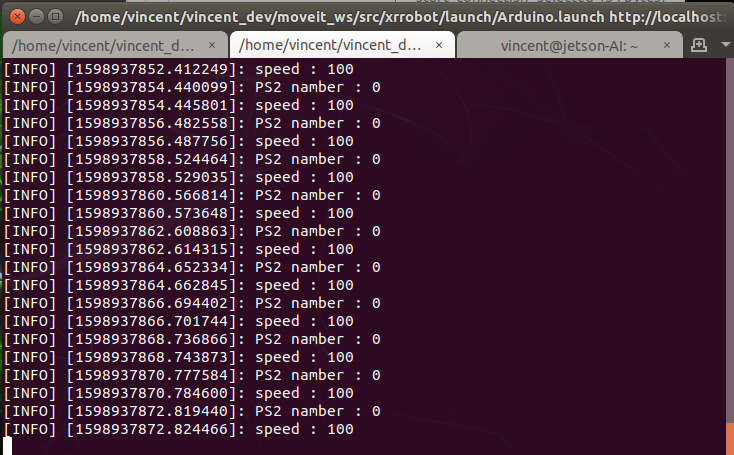 /home/vincent/vincent_dev/moveit_ws/src/xrrobot/launch/Arduino.launch http://localhost:
/home/vincent/vincent_d... × /home/vincent/vincent_d... × vincent@jetson-AI: ~ ×
[INFO] [1598937852.412249]: speed : 100
[INFO] [1598937854.440099]: PS2 namber : 0
[INFO] [1598937854.445801]: speed : 100
[INFO] [1598937856.482558]: PS2 namber : 0
[INFO] [1598937856.487756]: speed : 100
[INFO] [1598937858.524464]: PS2 namber : 0
[INFO] [1598937858.529035]: speed : 100
[INFO] [1598937860.566814]: PS2 namber : 0
[INFO] [1598937860.573648]: speed : 100
[INFO] [1598937862.608863]: PS2 namber : 0
[INFO] [1598937862.614315]: speed : 100
[INFO] [1598937864.652334]: PS2 namber : 0
[INFO] [1598937864.662845]: speed : 100
[INFO] [1598937866.694402]: PS2 namber : 0
[INFO] [1598937866.701744]: speed : 100
[INFO] [1598937868.736866]: PS2 namber : 0
[INFO] [1598937868.743873]: speed : 100
[INFO] [1598937870.777584]: PS2 namber : 0
[INFO] [1598937870.784600]: speed : 100
[INFO] [1598937872.819440]: PS2 namber : 0
[INFO] [1598937872.824466]: speed : 100